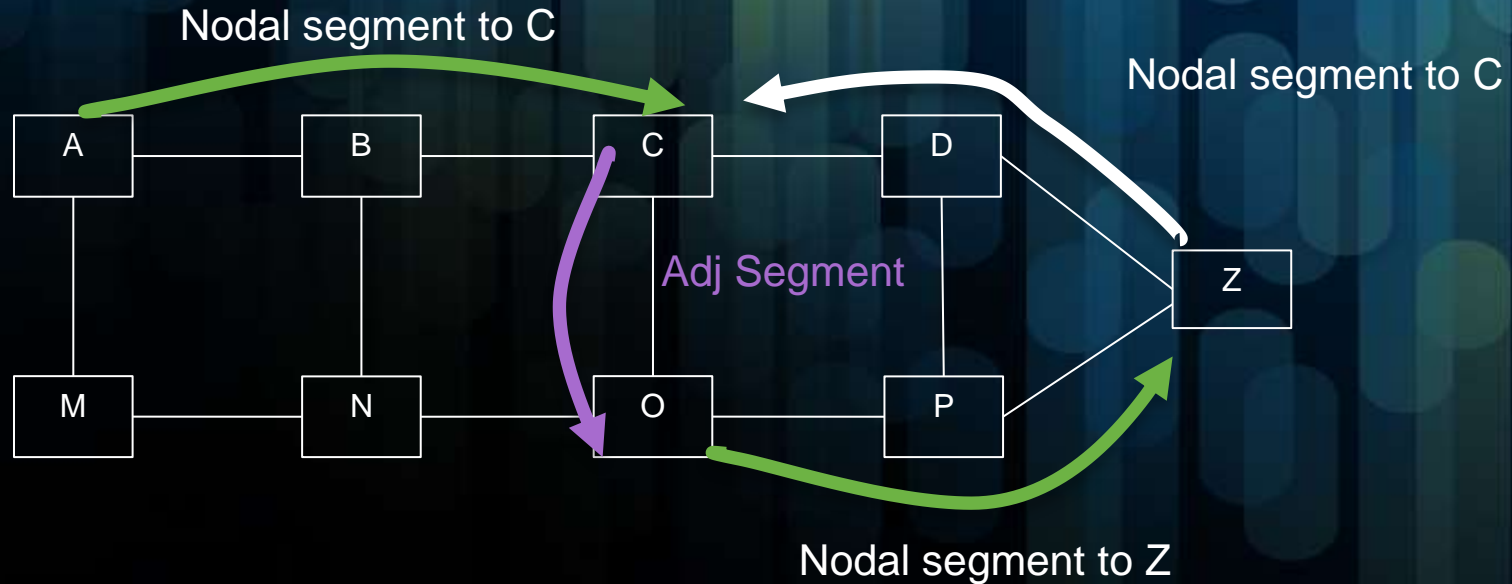 Nodal segment to C
Nodal segment to C
A
B
C
D
Adj Segment
Z
M
N
O
P
Nodal segment to Z